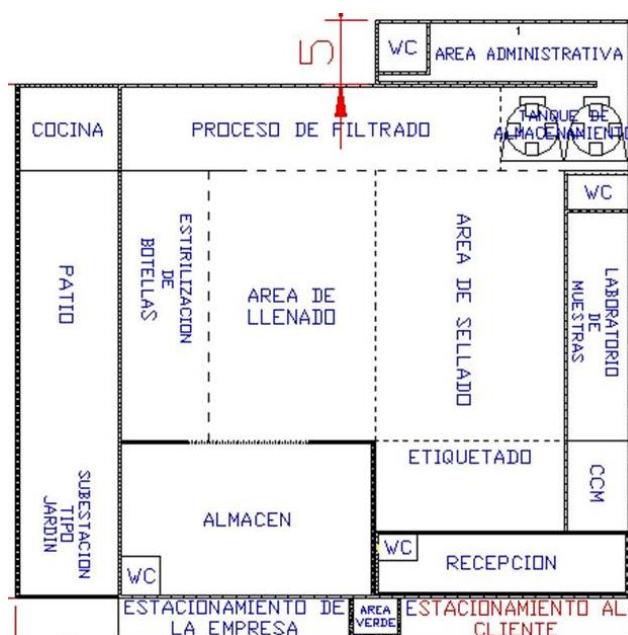 5
WC
1
AREA ADMINISTRATIVA
COCINA
PROCESO DE FILTRADO
TANQUE DE
ALMACENAMIENTO
WC
PATIO
ESTIRILIZACION
DE
BOTELLAS
AREA DE
LLENADO
AREA DE SELLADO
LABORATORIO
DE
MUESTRAS
ETIQUETADO
SUBESTACION
TIPO
JARDIN
ALMACEN
CCM
WC
RECEPCION
WC
ESTACIONAMIENTO DE
LA EMPRESA
AREA
VERDE
ESTACIONAMIENTO AL
CLIENTE